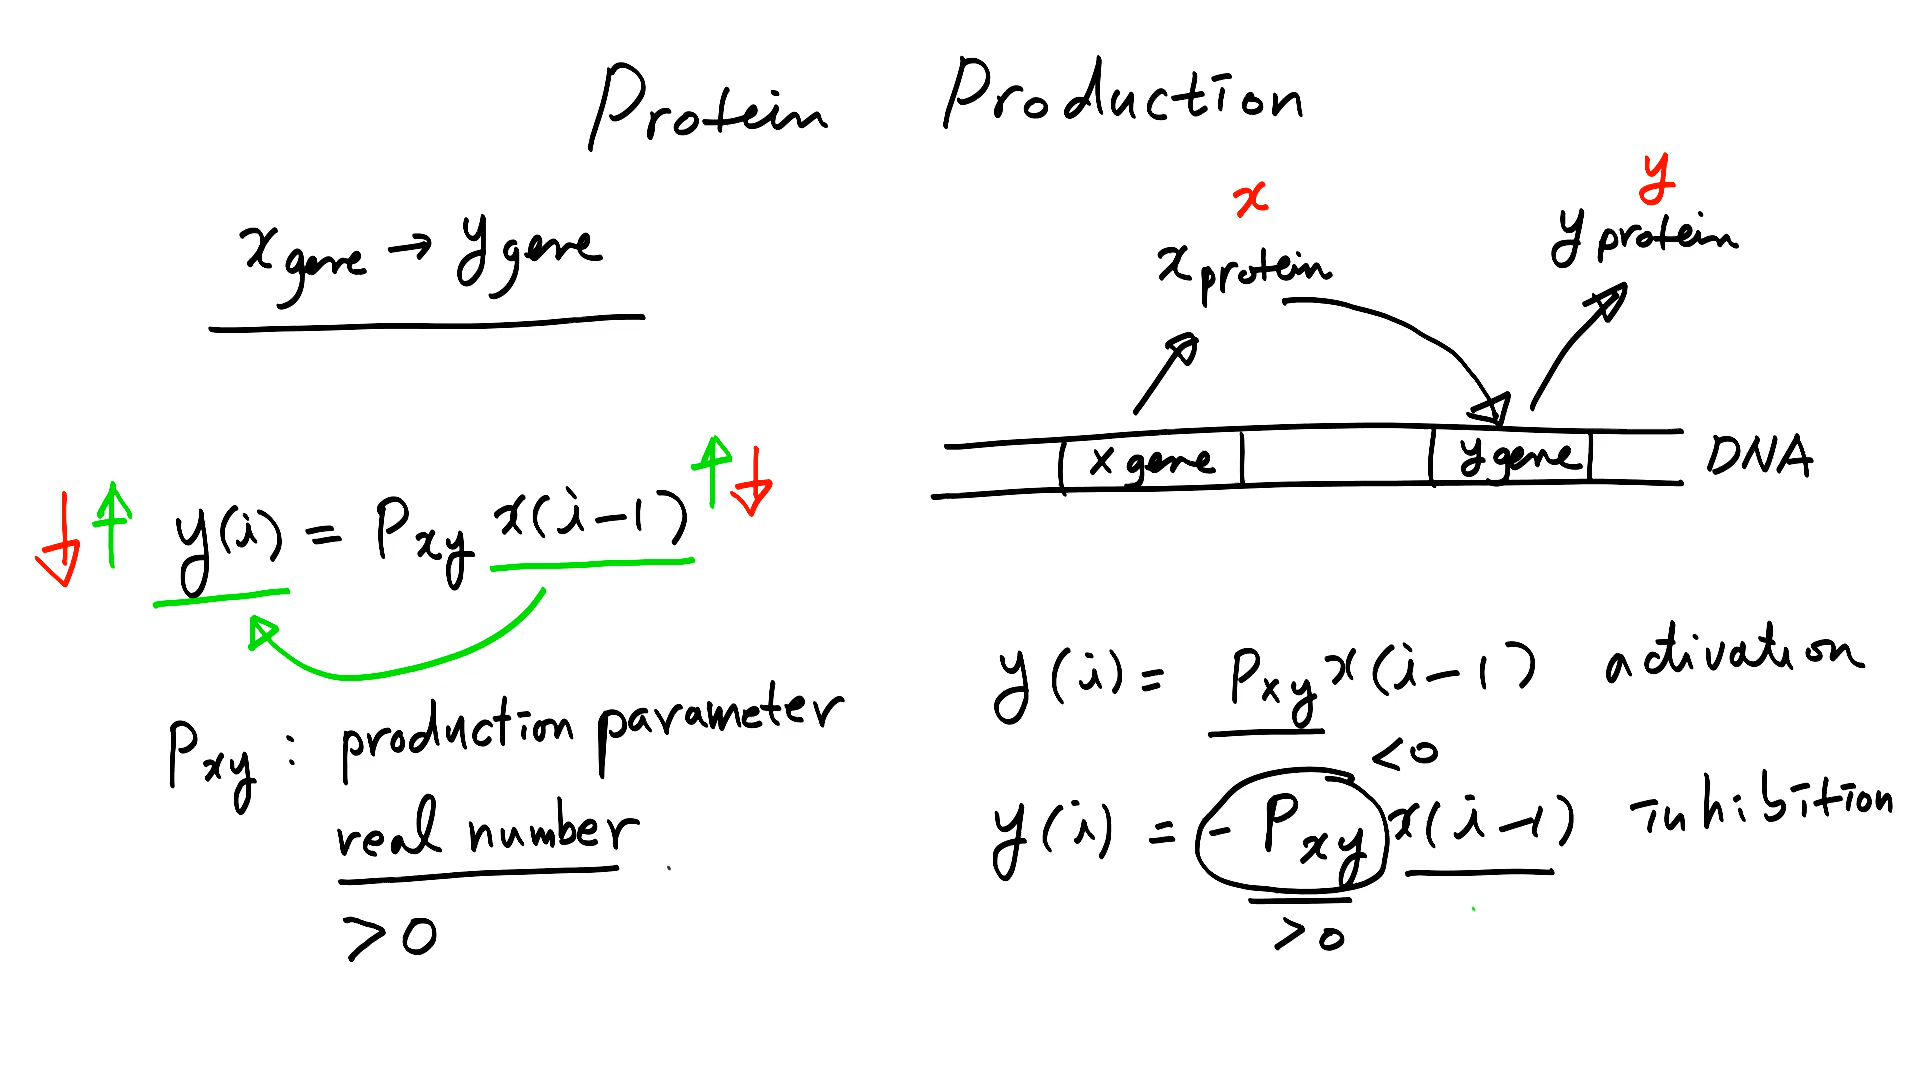 Protein Production
x gene → y gene
x
x protein
y
y protein
x gene
y gene
DNA
y(i) = Pxy x(i-1)
Pxy : production parameter
real number
>0
y(i) = Pxy x(i-1) activation
<0
y(i) = - Pxy x(i-1) inhibition
>0